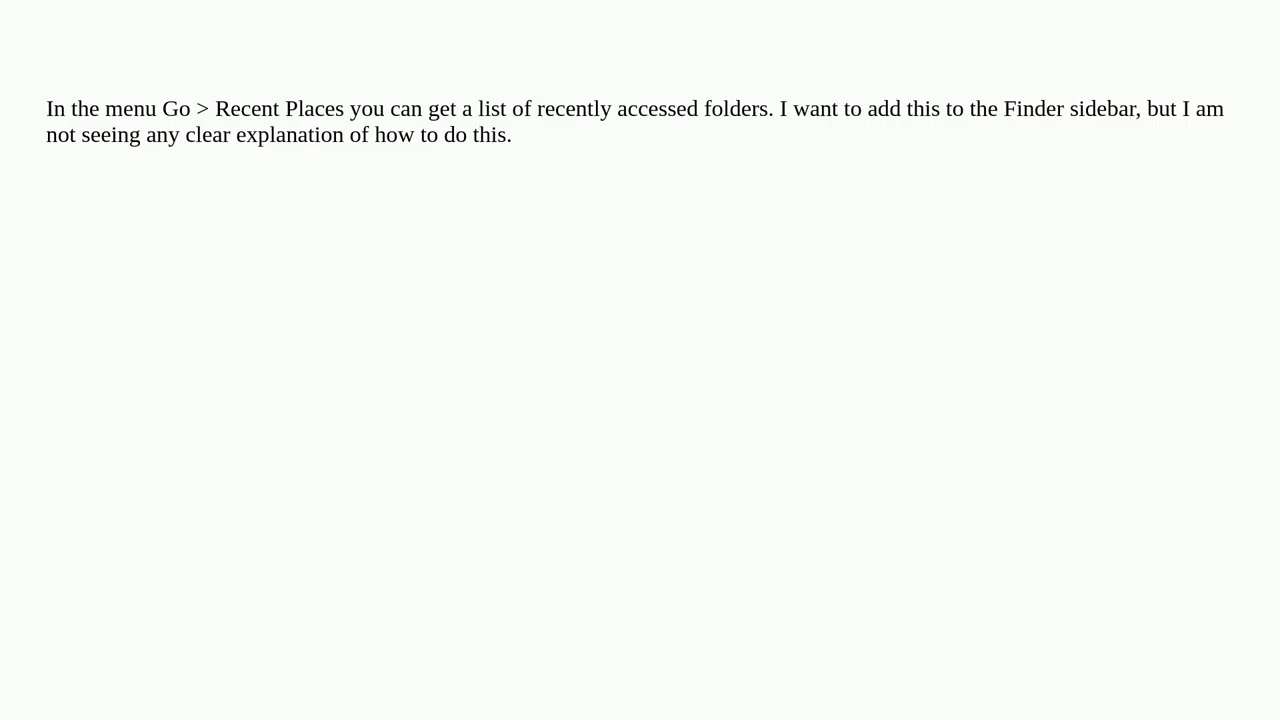 In the menu Go > Recent Places you can get a list of recently accessed folders. I want to add this to the Finder sidebar, but I am
not seeing any clear explanation of how to do this.